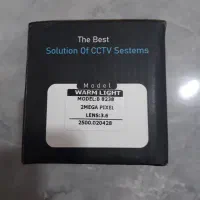 The Best
Solution Of CCTV Sestems
Model
WARM LIGHT
MODEL:B 8238
2MEGA PIXEL
LENS:3.6
2500.020428